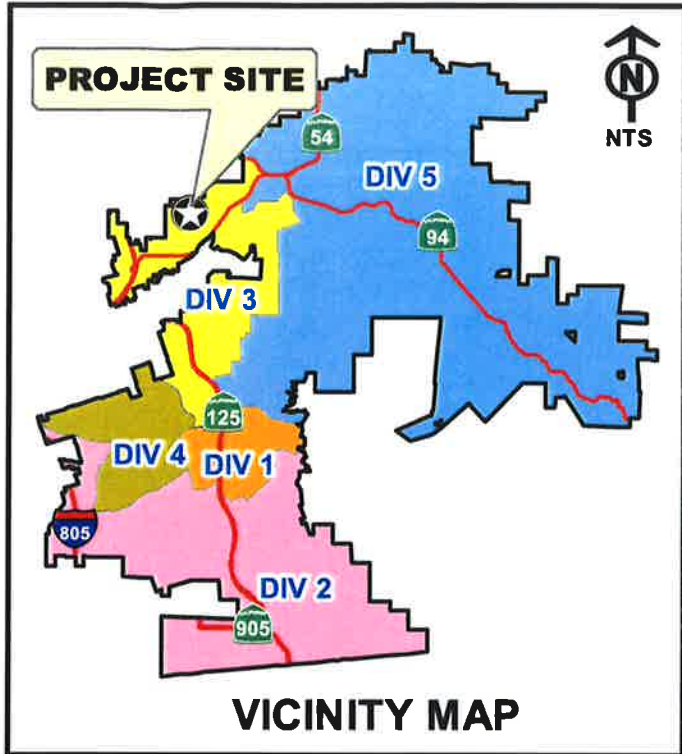 PROJECT SITE
N
NTS
54
DIV 5
94
DIV 3
125
DIV 4
DIV 1
805
DIV 2
905
VICINITY MAP